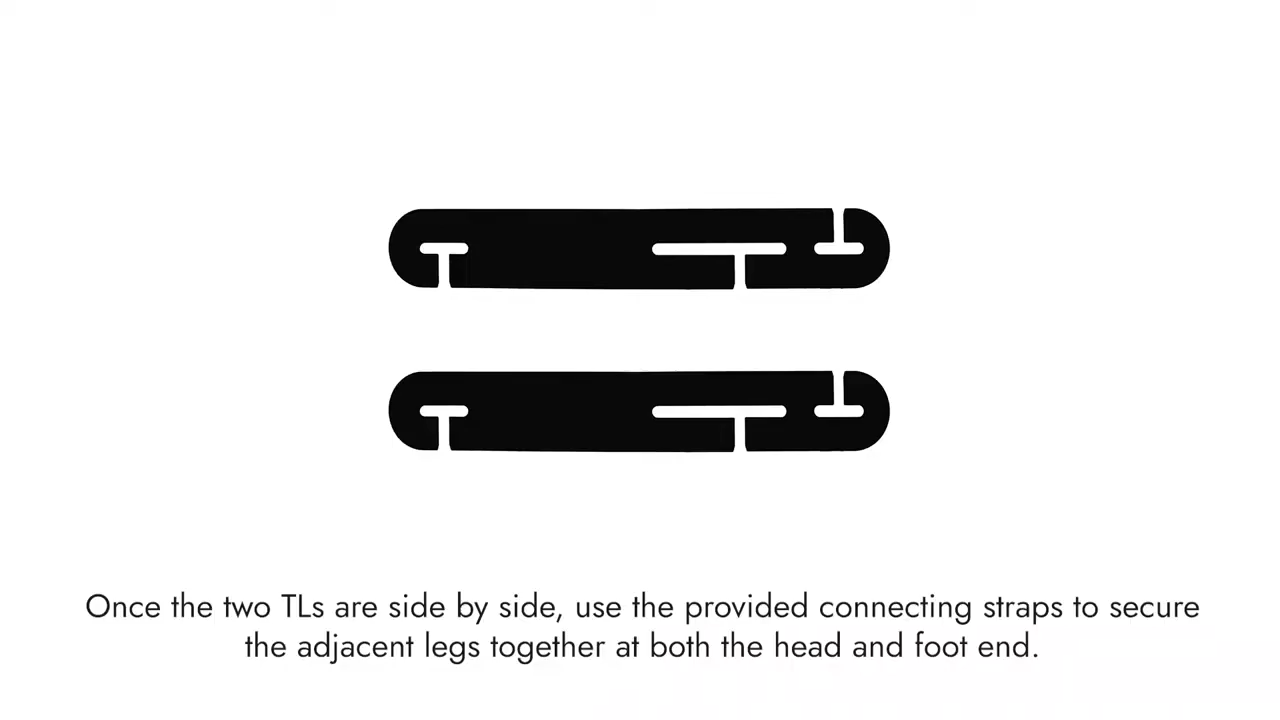 Once the two TLs are side by side, use the provided connecting straps to secure
the adjacent legs together at both the head and foot end.